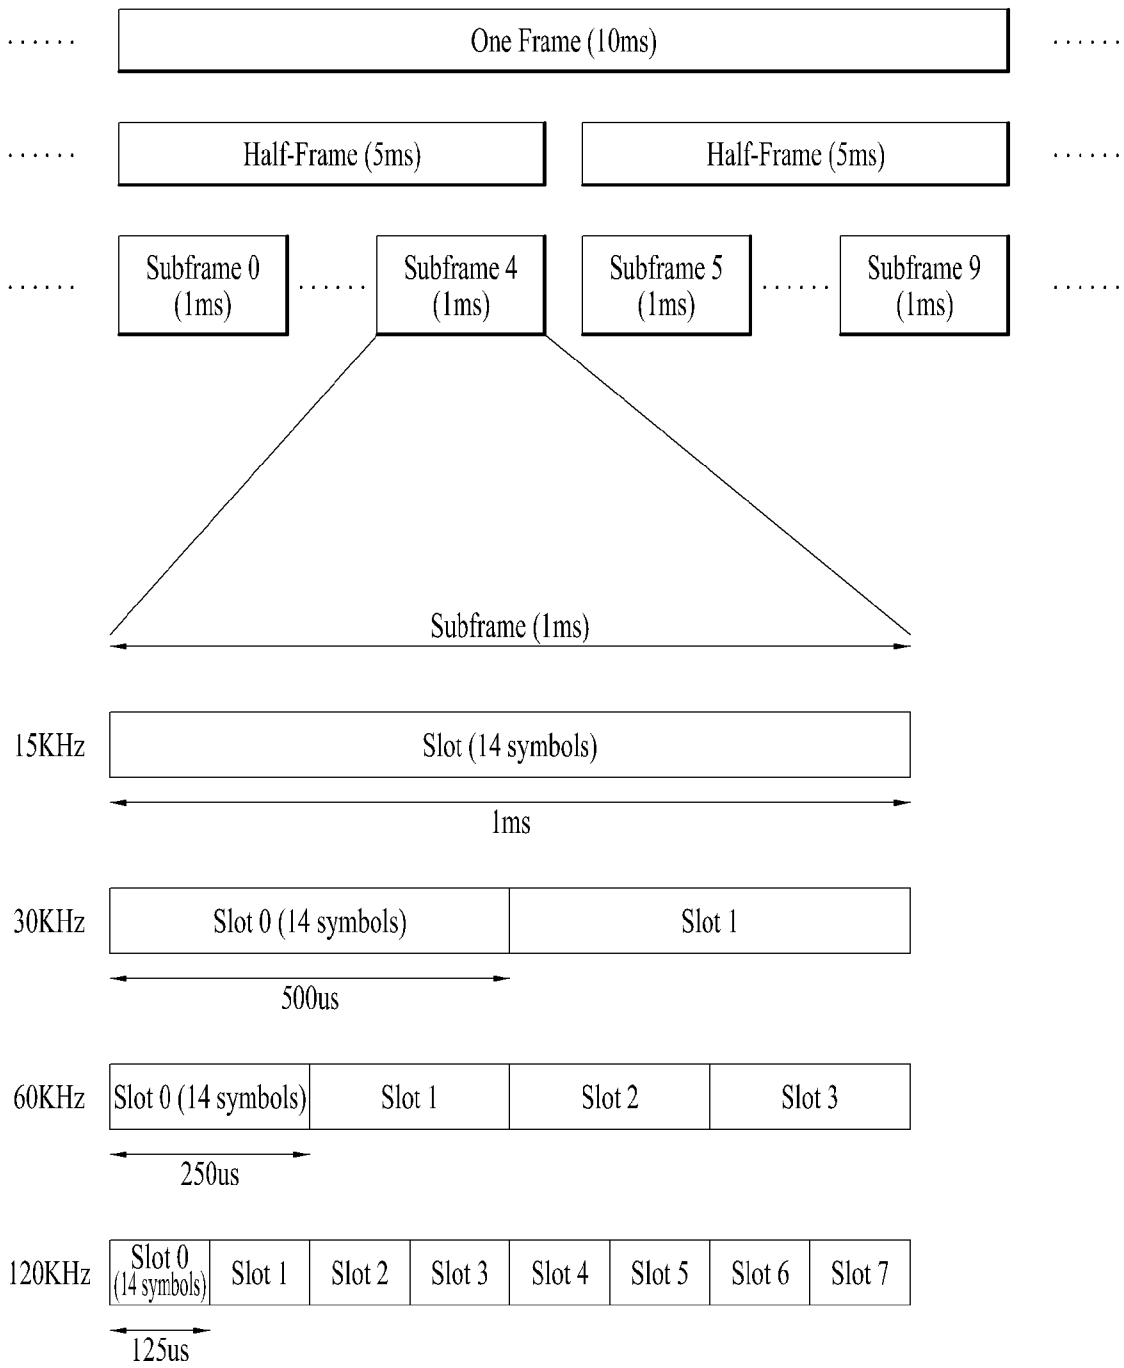 One Frame (10ms)
Half-Frame (5ms)
Half-Frame (5ms)
Subframe 0
(1ms)
Subframe 4
(1ms)
Subframe 5
(1ms)
Subframe 9
(1ms)
Subframe (1ms)
15KHz
Slot (14 symbols)
1ms
30KHz
Slot 0 (14 symbols)
Slot 1
500us
60KHz
Slot 0 (14 symbols)
Slot 1
Slot 2
Slot 3
250us
120KHz
Slot 0
(14 symbols)
Slot 1
Slot 2
Slot 3
Slot 4
Slot 5
Slot 6
Slot 7
125us